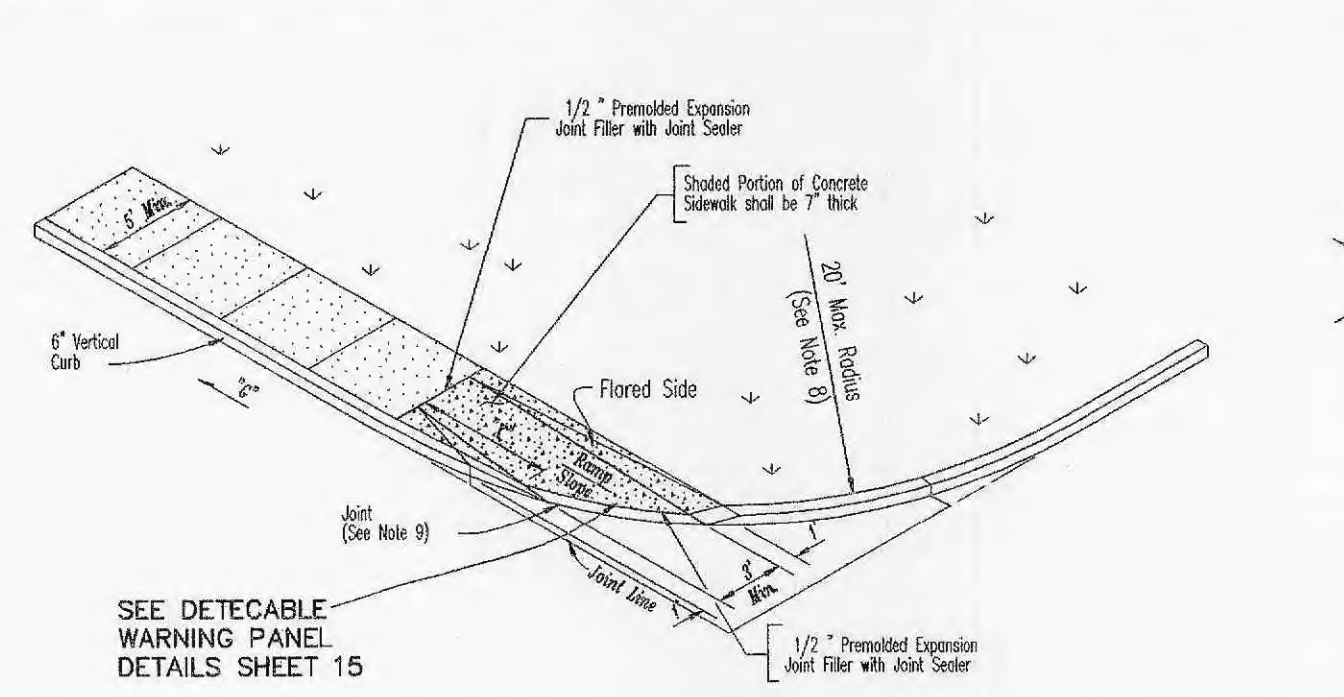 1/2 " Premolded Expansion
Joint Filler with Joint Sealer
Shaded Portion of Concrete
Sidewalk shall be 7" thick
5' Min.
20' Max. Radius
(See Note 8)
6" Vertical
Curb
"G"
Flared Side
Ramp
Slope
Joint
(See Note 9)
1'
3'
Min.
Joint Line
1'
SEE DETECABLE
WARNING PANEL
DETAILS SHEET 15
1/2 " Premolded Expansion
Joint Filler with Joint Sealer